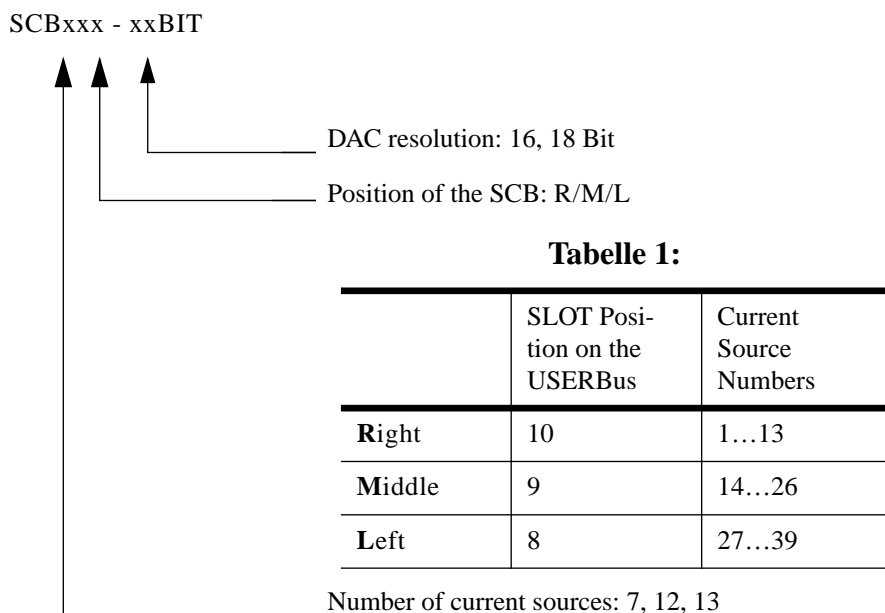 SCBxxx - xxBIT
DAC resolution: 16, 18 Bit
Position of the SCB: R/M/L
Tabelle 1:
SLOT Posi-
tion on the
USERBus
Current
Source
Numbers
Right 10 1…13
Middle 9 14…26
Left 8 27…39
Number of current sources: 7, 12, 13